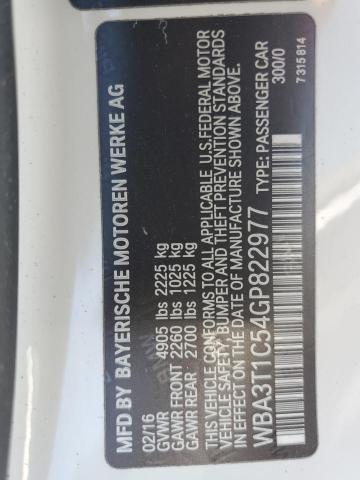 MFD BY BAYERISCHE MOTOREN WERKE AG
02/16
GVWR 4905 lbs 2225 kg
GAWR FRONT 2260 lbs 1025 kg
GAWR REAR 2700 lbs 1225 kg
CONFORMS TO ALL APPLICABLE U.S.FEDERAL MOTOR
VEHICLE SAFETY, BUMPER AND THEFT PREVENTION STANDARDS
IN EFFECT ON THE DATE OF MANUFACTURE SHOWN ABOVE.
WBA3T1C54GP822977 TYPE: PASSENGER CAR
300/0
7 315 814